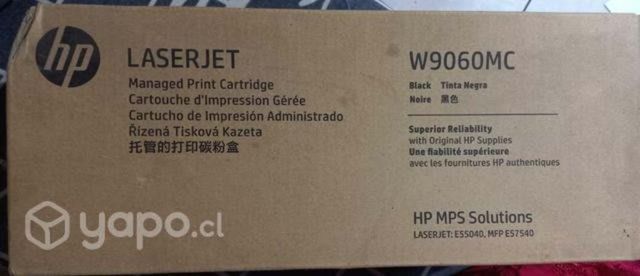 hp
LASERJET
Managed Print Cartridge
Cartouche d'Impression Gérée
Cartucho de Impresión Administrado
Řízená Tisková Kazeta
托管的打印碳粉盒
W9060MC
Black Tinta Negra
Noire 黑色
Superior Reliability
with Original HP Supplies
Une fiabilité supérieure
avec les fournitures HP authentiques
HP MPS Solutions
LASERJET: E55040, MFP E57540
yapo.cl